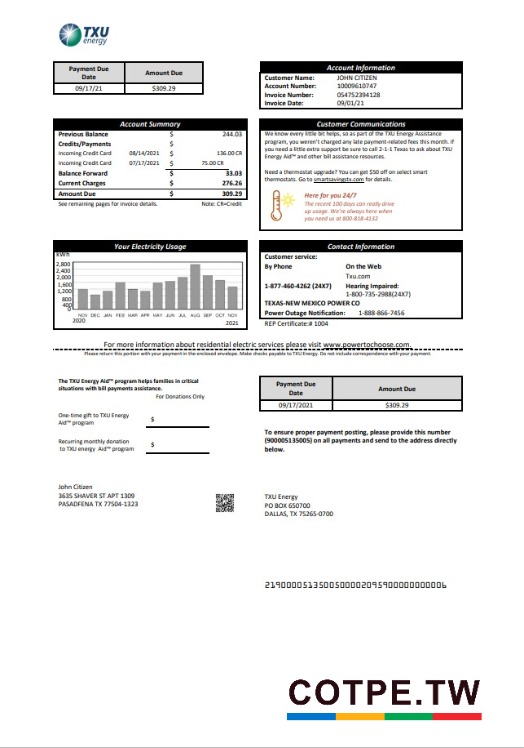 TXU
energy
Payment Due Date Amount Due
09/17/21 $309.29
Account Information
Customer Name: JOHN CITIZEN
Account Number: 10009610747
Invoice Number: 054752394128
Invoice Date: 09/01/21
Account Summary
Previous Balance $ 244.03
Credits/Payments $
Incoming Credit Card 08/14/2021 $ 136.00 CR
Incoming Credit Card 07/17/2021 $ 75.00 CR
Balance Forward $ 33.03
Current Charges $ 276.26
Amount Due $ 309.29
See remaining pages for invoice details. Note: CR=Credit
Customer Communications
We know every little bit helps, so as part of the TXU Energy Assistance
program, you weren't charged any late-payment related fees this month. If
you need a little extra support be sure to call 2-1-1 Texas to ask about TXU
Energy Aid™ and other bill assistance resources.
Need a thermostat upgrade? You can get $50 off on select smart
thermostats. Go to smartsavingstx.com for details.
Here for you 24/7
The recent 100 days can really drive
up usage. We're always here when
you need us at 800-818-4132
Your Electricity Usage
kWh
2,800
2,400
2,000
1,600
1,200
800
400
0
NOV DEC JAN FEB MAR APR MAY JUN JUL AUG SEP OCT NOV
2020 2021
Contact Information
Customer service:
By Phone On the Web
Txu.com
1-877-460-4262 (24X7) Hearing Impaired:
1-800-735-2988(24X7)
TEXAS-NEW MEXICO POWER CO
Power Outage Notification: 1-888-866-7456
REP Certificate:# 1004
For more information about residential electric services please visit www.powertochoose.com.
Please return this portion with your payment in the enclosed envelope. Make checks payable to TXU Energy. Do not include correspondence with your payment.
The TXU Energy Aid™ program helps families in critical
situations with bill payments assistance.
For Donations Only
One-time gift to TXU Energy
Aid™ program $
Recurring monthly donation
to TXU energy Aid™ program $
Payment Due Date Amount Due
09/17/2021 $309.29
To ensure proper payment posting, please provide this number
(900005135005) on all payments and send to the address directly
below.
John Citizen
3635 SHAVER ST APT 1309
PASADFENA TX 77504-1323
TXU Energy
PO BOX 650700
DALLAS, TX 75265-0700
COTPE.TW